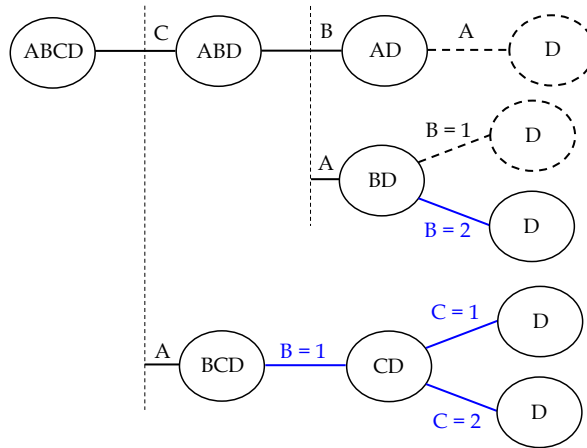 C
B
A
ABCD
ABD
AD
D
B = 1
D
A
BD
B = 2
D
C = 1
D
A
BCD
B = 1
CD
C = 2
D